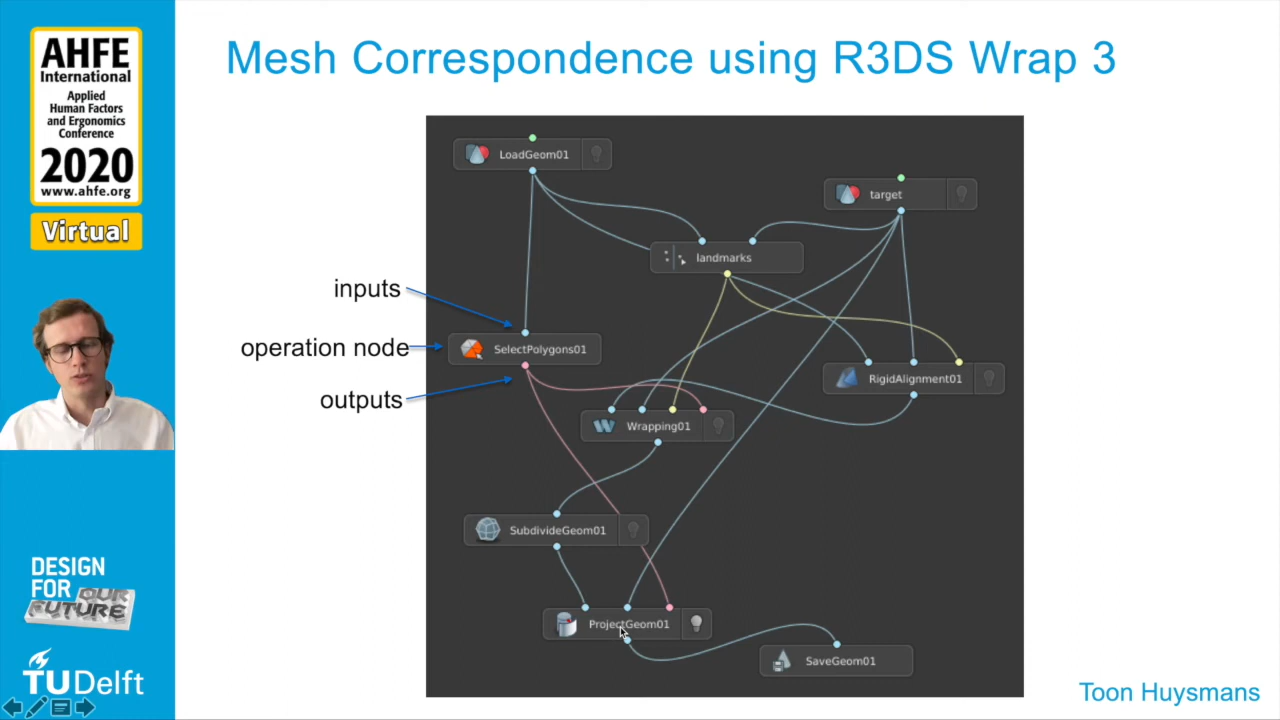 AHFE
International
Applied
Human Factors
and Ergonomics
Conference
2020
www.ahfe.org
Virtual
Mesh Correspondence using R3DS Wrap 3
LoadGeom01
target
landmarks
inputs
operation node
SelectPolygons01
outputs
RigidAlignment01
Wrapping01
SubdivideGeom01
ProjectGeom01
SaveGeom01
DESIGN
FOR OUR
FUTURE
TUDelft
Toon Huysmans